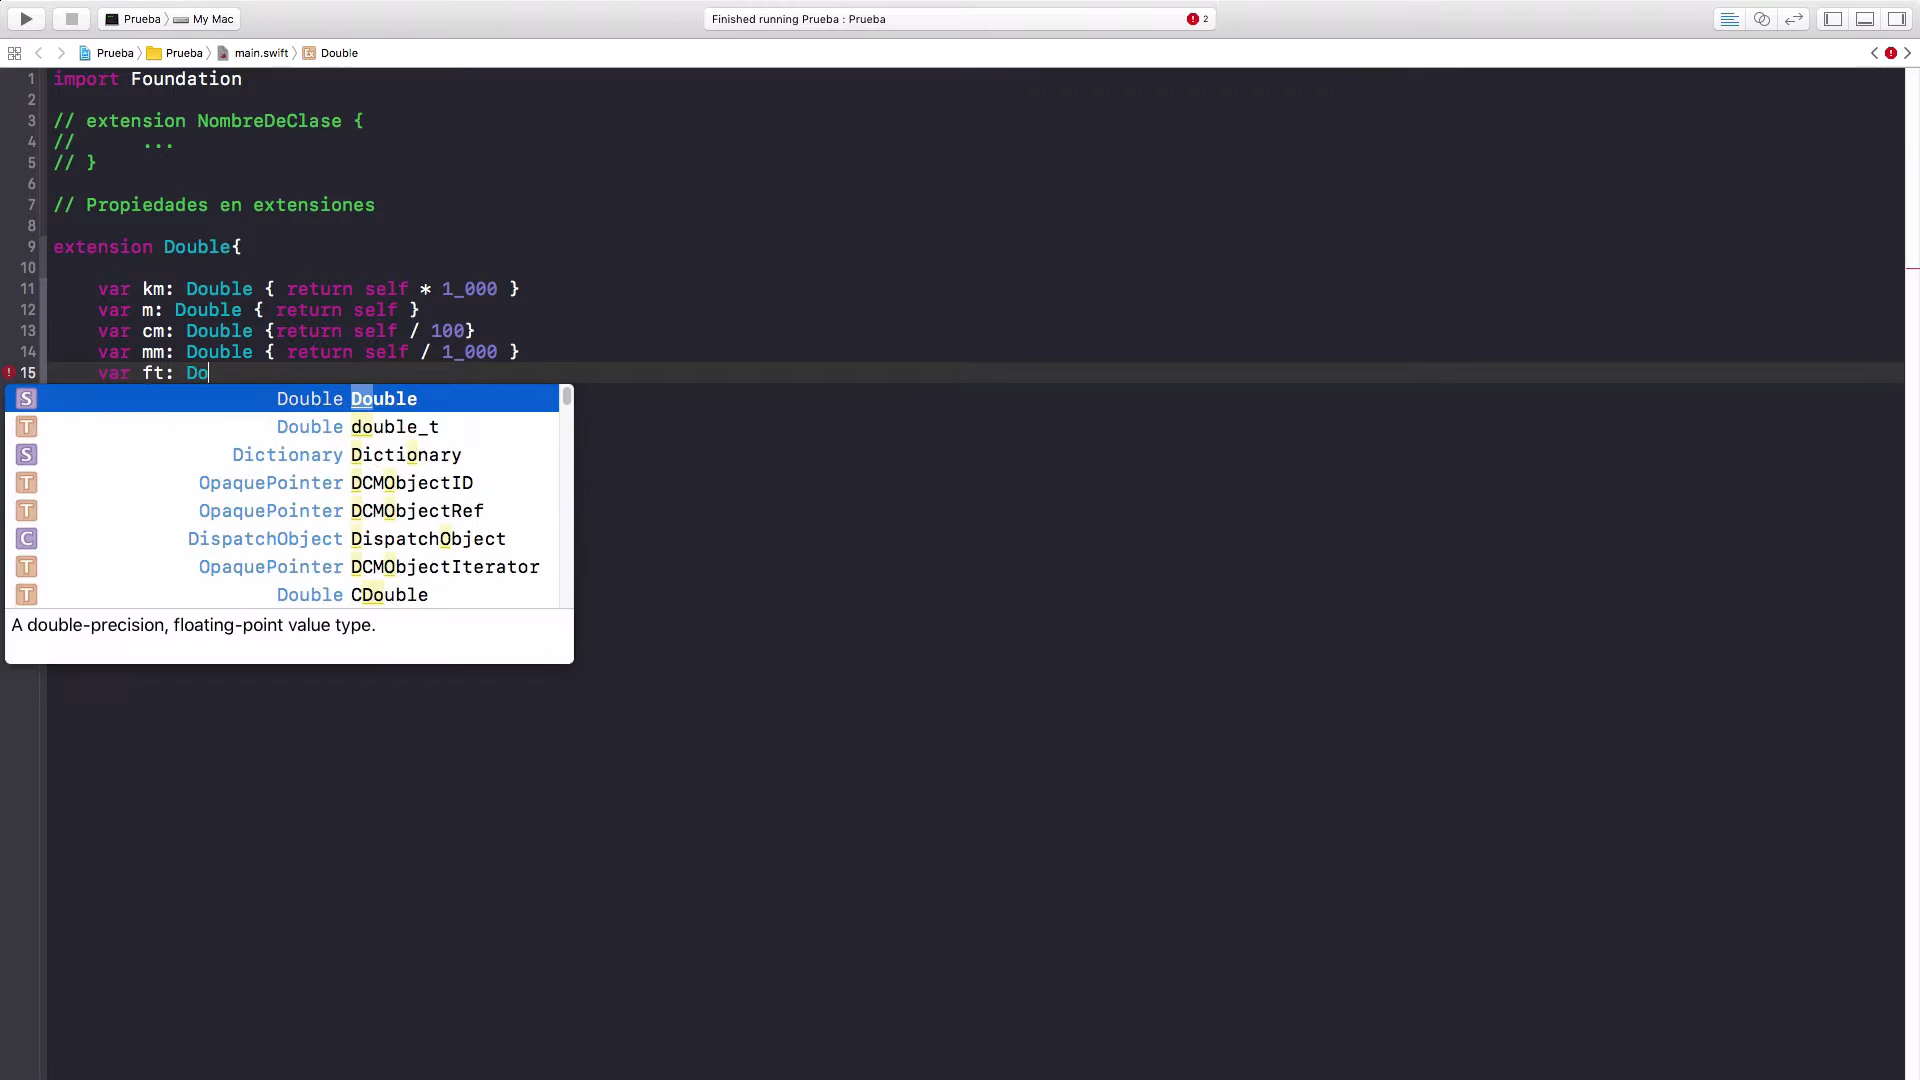 Prueba My Mac
Finished running Prueba : Prueba
2
Prueba Prueba main.swift Ex Double
1 import Foundation
2
3 // extension NombreDeClase {
4 //      ...
5 // }
6
7 // Propiedades en extensiones
8
9 extension Double{
10
11     var km: Double { return self * 1_000 }
12     var m: Double { return self }
13     var cm: Double {return self / 100}
14     var mm: Double { return self / 1_000 }
15     var ft: Do
S Double Double
T Double double_t
S Dictionary Dictionary
T OpaquePointer DCMObjectID
T OpaquePointer DCMObjectRef
C DispatchObject DispatchObject
T OpaquePointer DCMObjectIterator
T Double CDouble
A double-precision, floating-point value type.